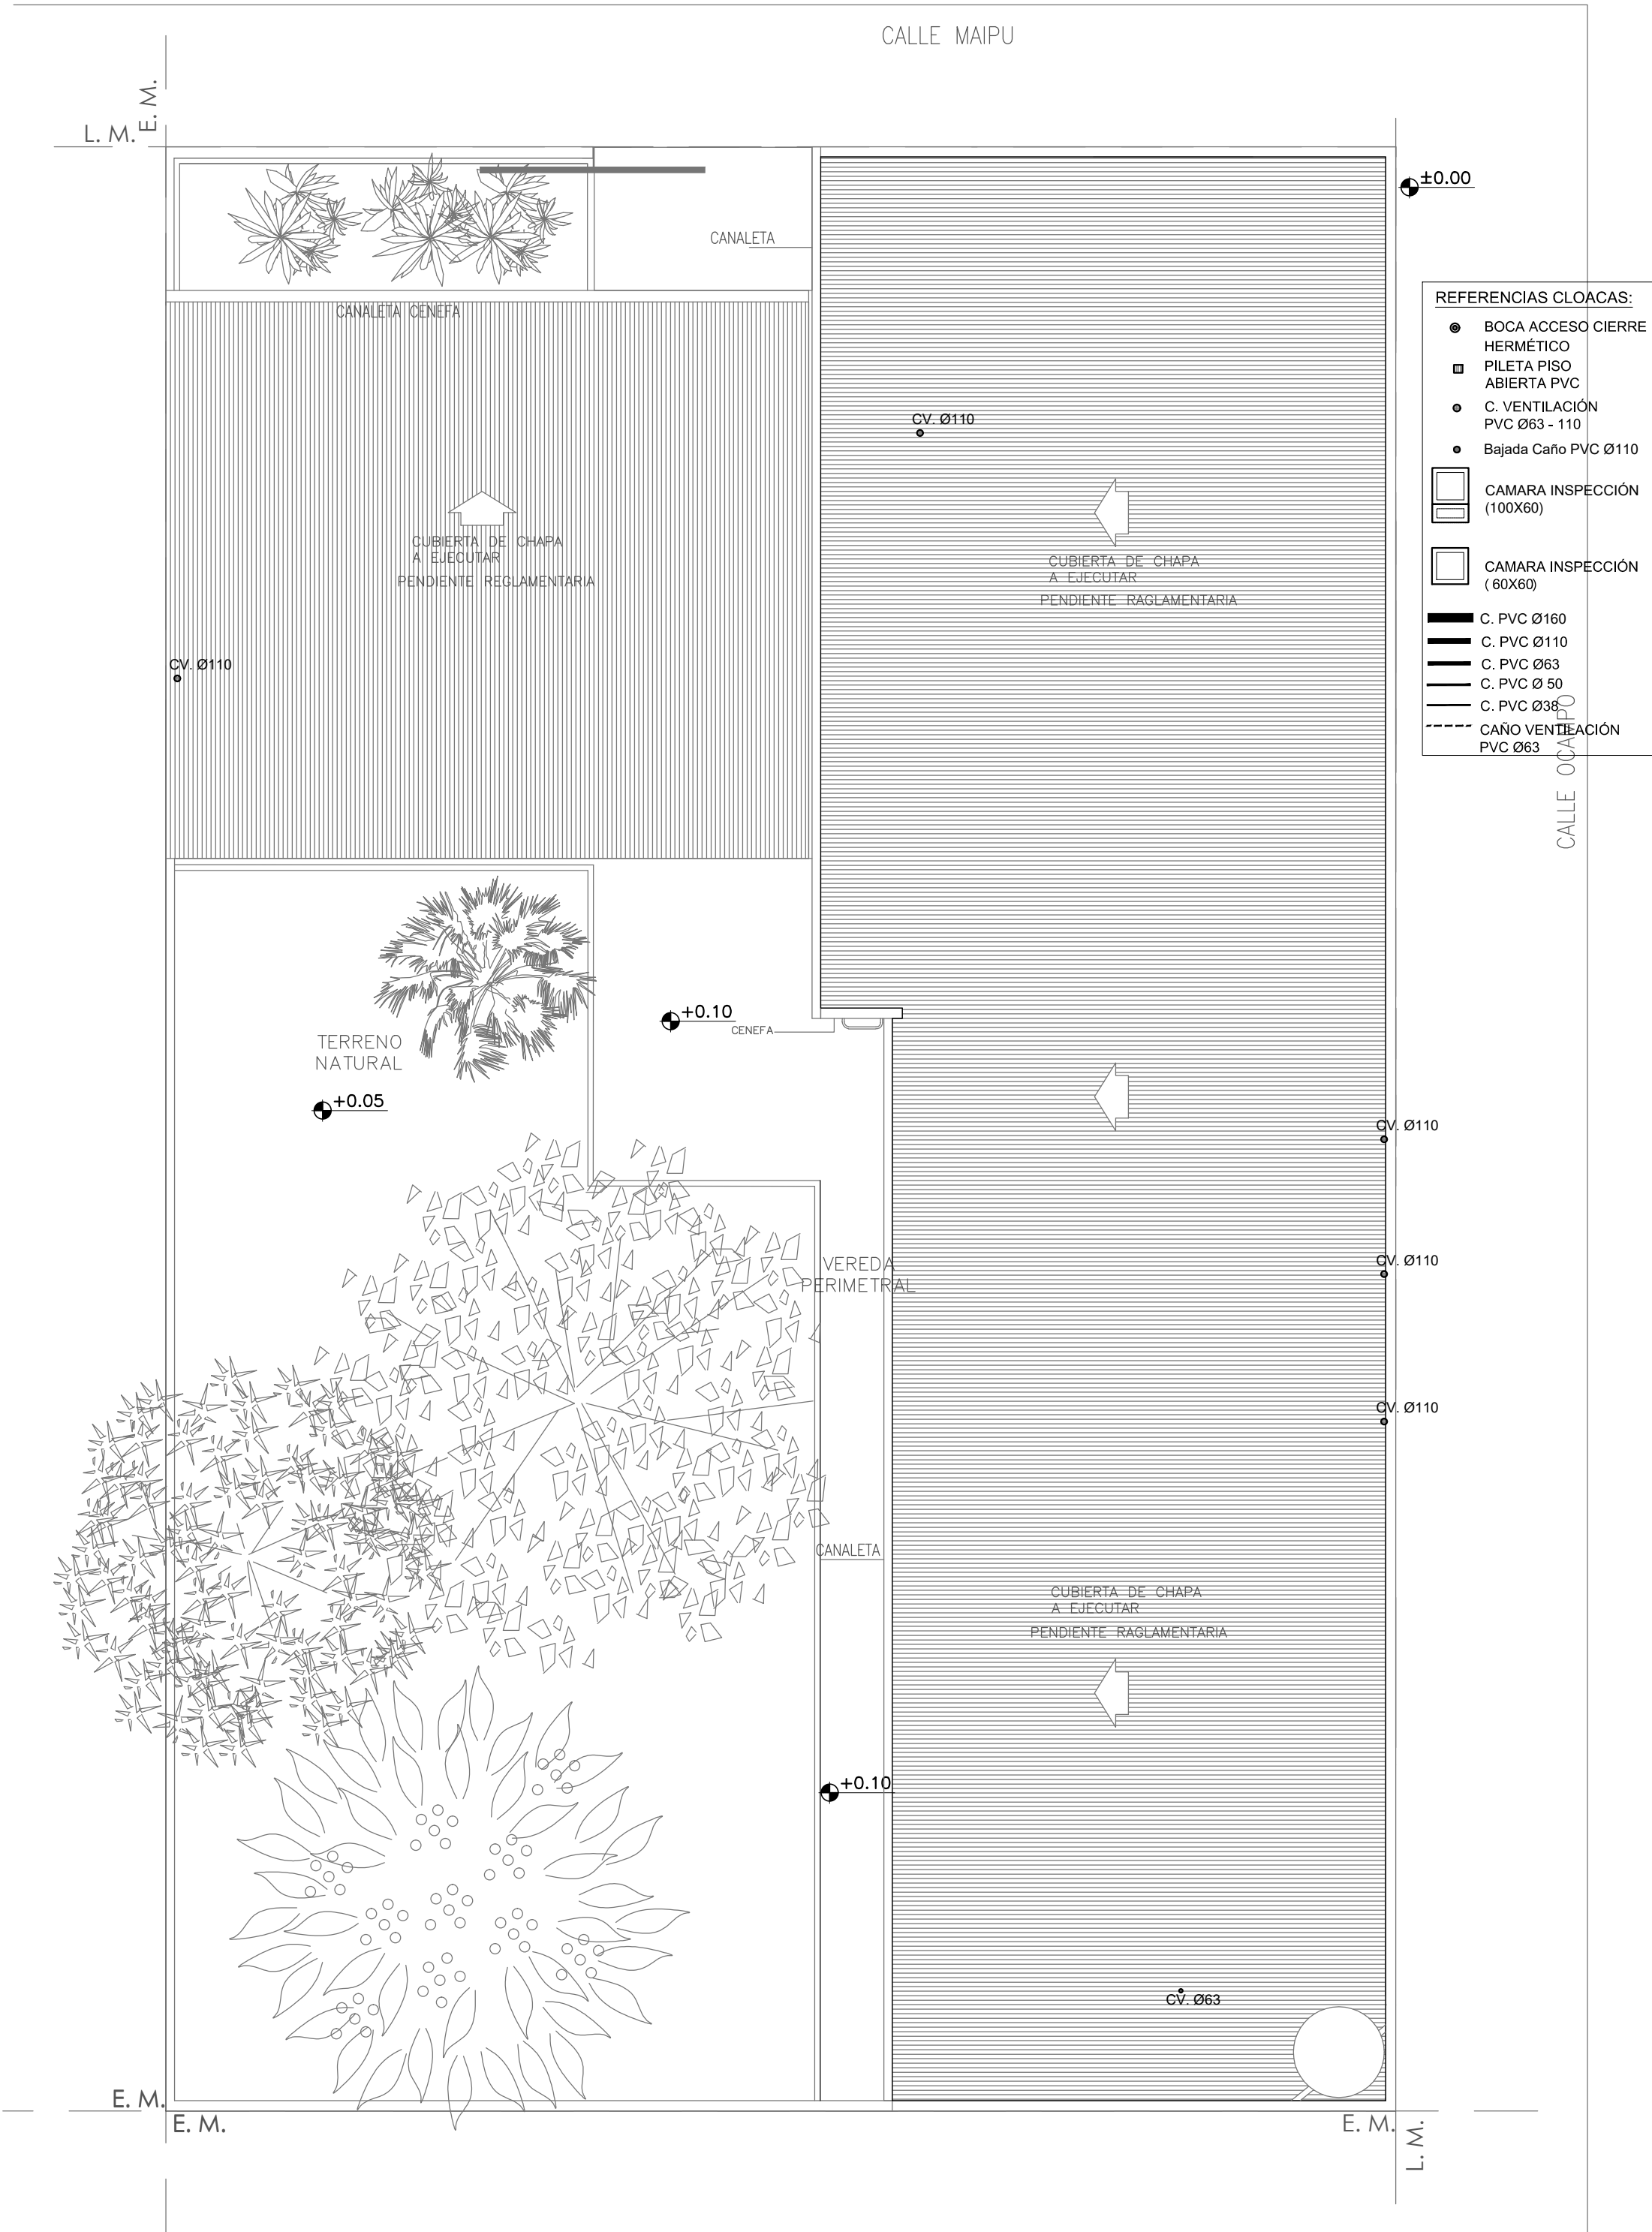 CALLE MAIPU
E. M.
L. M.
±0.00
CANALETA
CANALETA CENEFA
REFERENCIAS CLOACAS:
BOCA ACCESO CIERRE
HERMÉTICO
PILETA PISO
ABIERTA PVC
C. VENTILACIÓN
PVC Ø63 - 110
Bajada Caño PVC Ø110
CAMARA INSPECCIÓN
(100X60)
CAMARA INSPECCIÓN
( 60X60)
C. PVC Ø160
C. PVC Ø110
C. PVC Ø63
C. PVC Ø 50
C. PVC Ø38
CAÑO VENTILACIÓN
PVC Ø63
CALLE OCAMPO
CV. Ø110
CUBIERTA DE CHAPA
A EJECUTAR
PENDIENTE REGLAMENTARIA
CUBIERTA DE CHAPA
A EJECUTAR
PENDIENTE RAGLAMENTARIA
CV. Ø110
+0.10
CENEFA
TERRENO
NATURAL
+0.05
CV. Ø110
CV. Ø110
VEREDA
PERIMETRAL
CV. Ø110
CANALETA
CUBIERTA DE CHAPA
A EJECUTAR
PENDIENTE RAGLAMENTARIA
+0.10
CV. Ø63
E. M.
E. M.
E. M.
L. M.